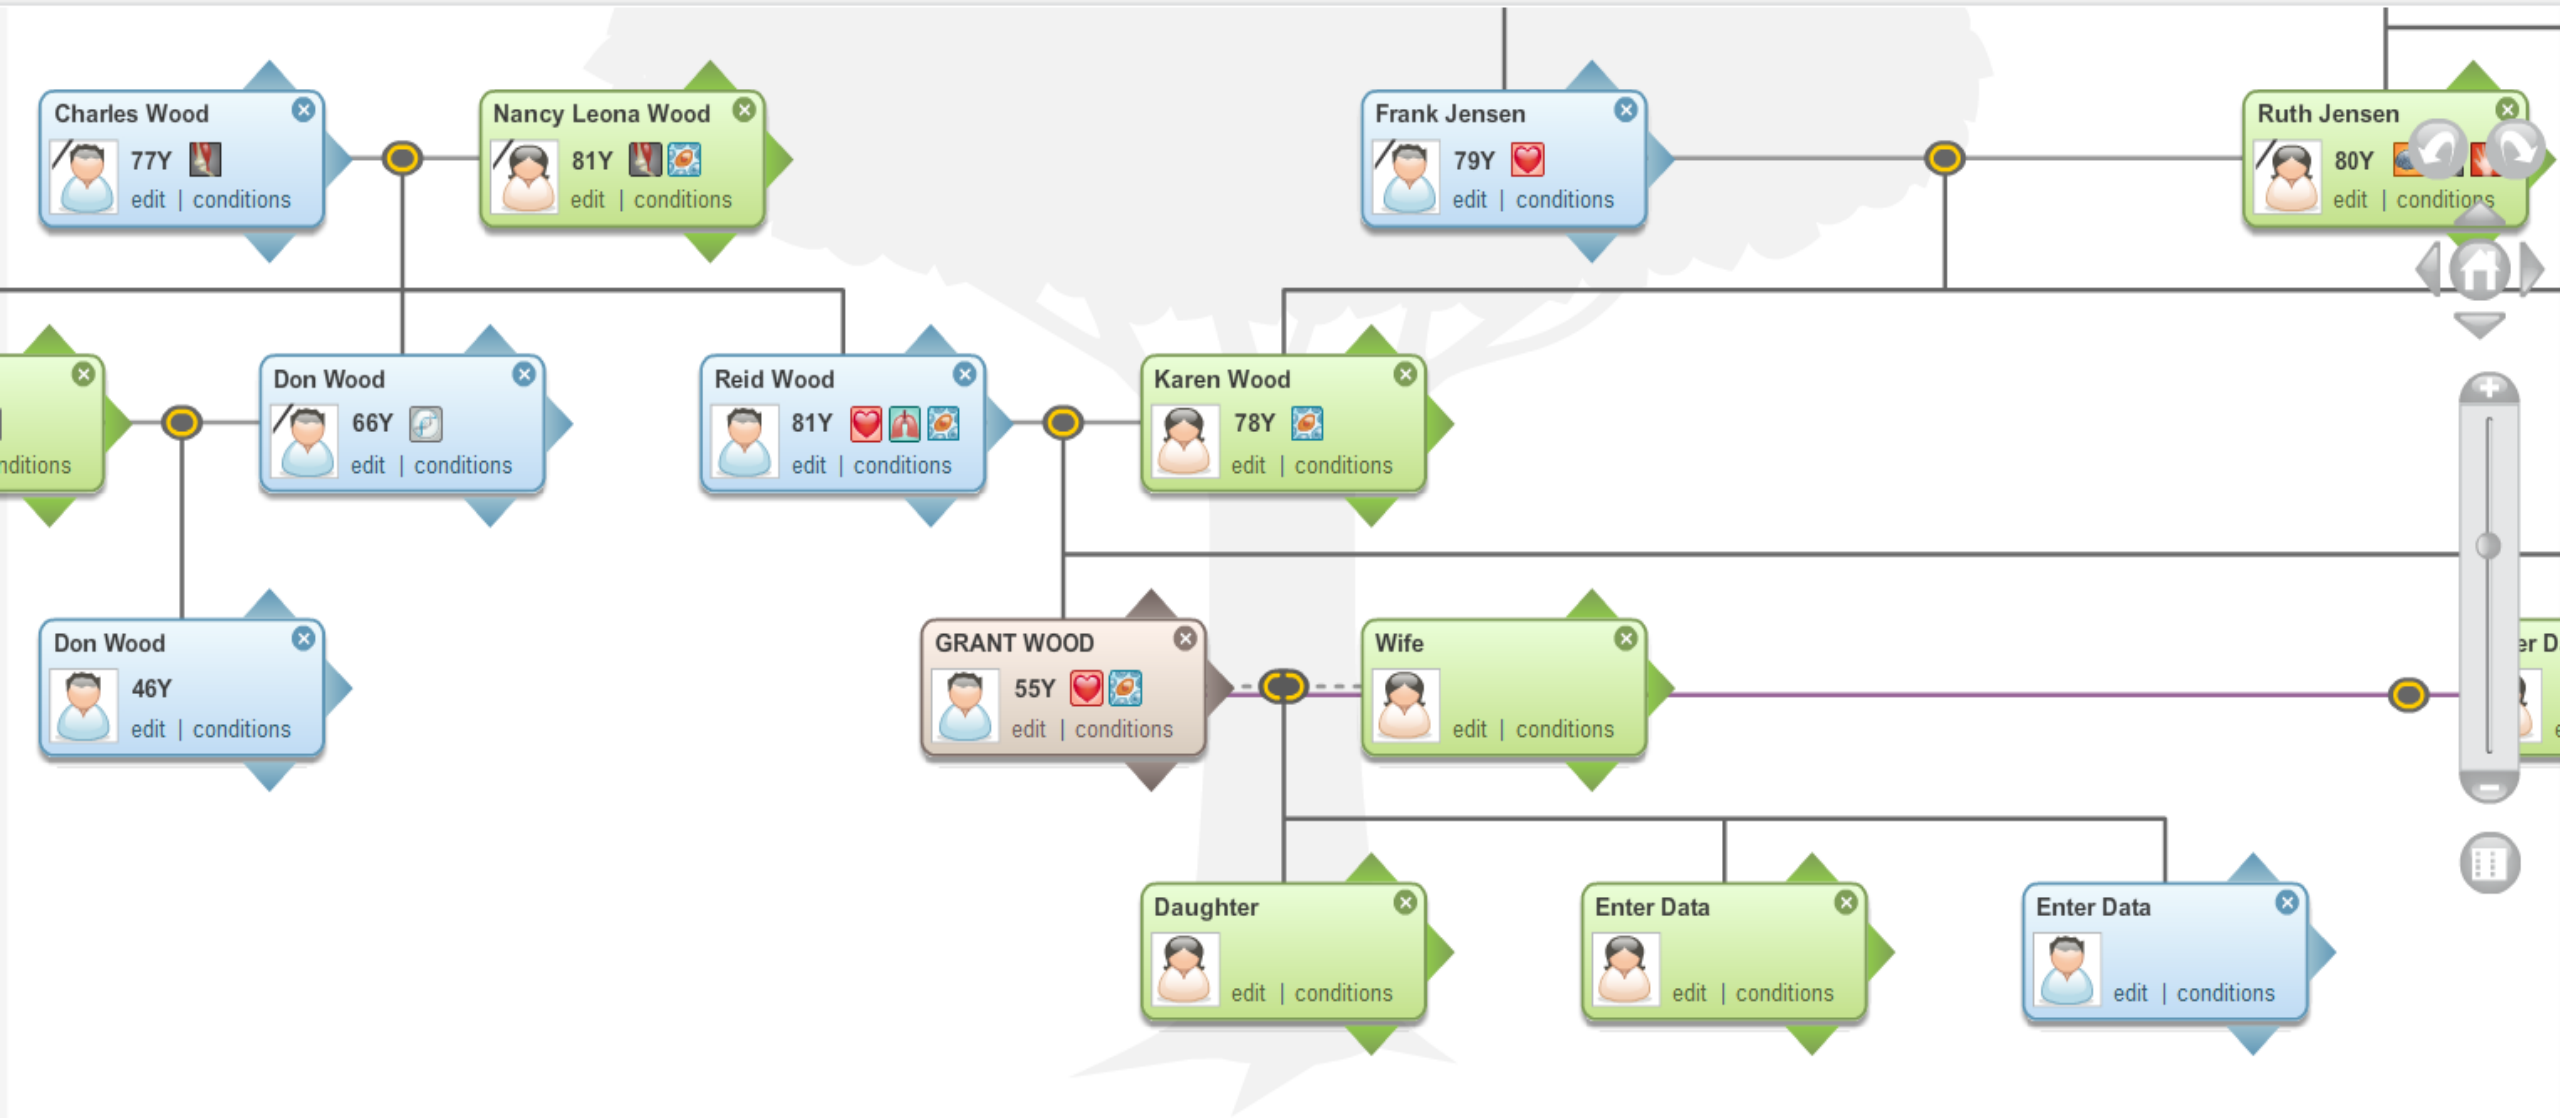 Charles Wood
77Y
edit | conditions
Nancy Leona Wood
81Y
edit | conditions
Frank Jensen
79Y
edit | conditions
Ruth Jensen
80Y
edit | conditions
nditions
Don Wood
66Y
edit | conditions
Reid Wood
81Y
edit | conditions
Karen Wood
78Y
edit | conditions
Don Wood
46Y
edit | conditions
GRANT WOOD
55Y
edit | conditions
Wife
edit | conditions
er D
Daughter
edit | conditions
Enter Data
edit | conditions
Enter Data
edit | conditions